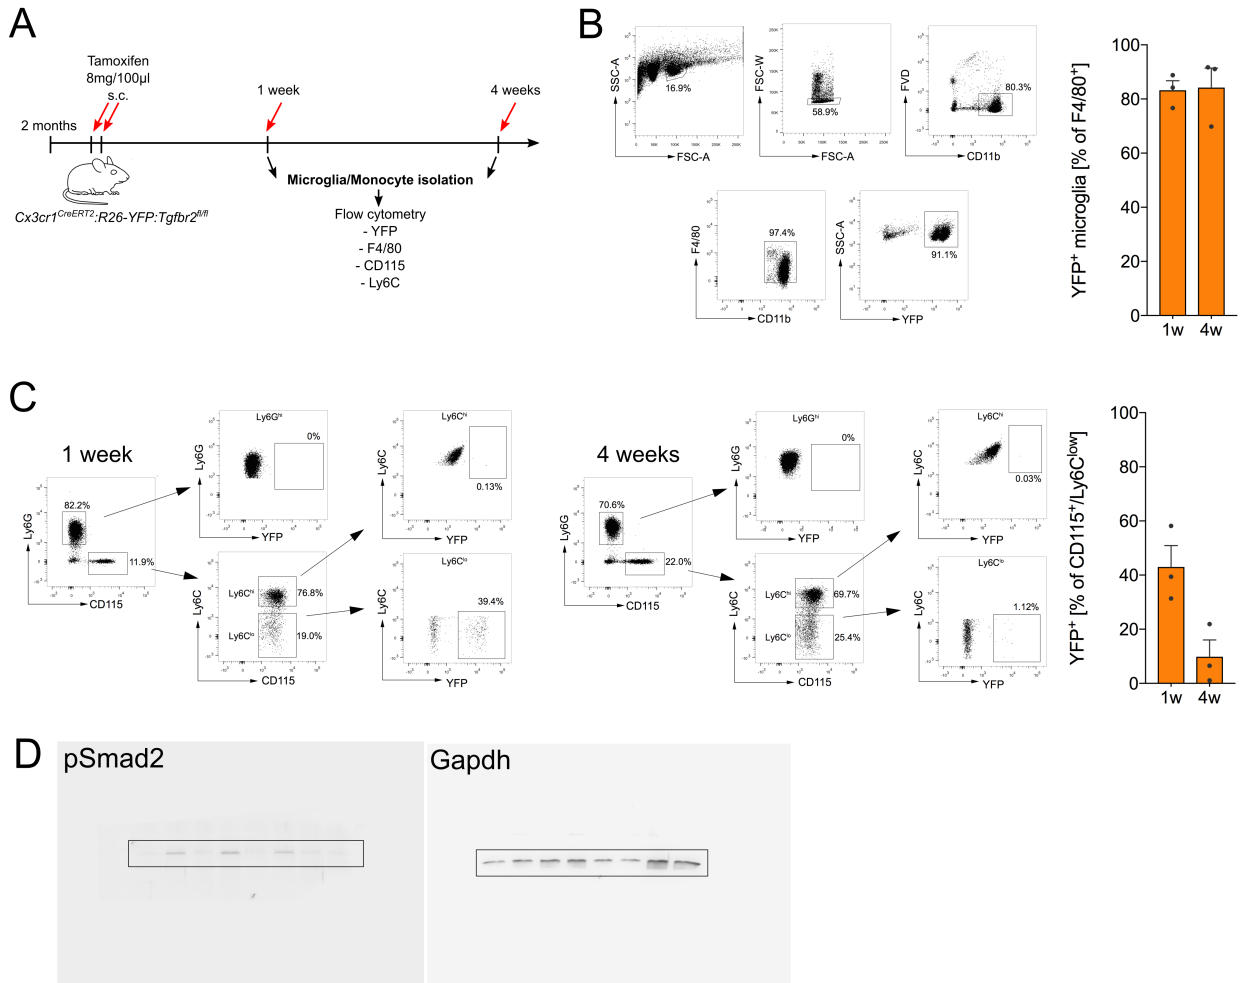 A
Tamoxifen
8mg/100µl
s.c.
2 months
1 week
4 weeks
Cx3cr1CreERT2:R26-YFP:Tgfbr2fl/fl
Microglia/Monocyte isolation
Flow cytometry
- YFP
- F4/80
- CD115
- Ly6C
B
SSC-A
16.9%
FSC-A
FSC-W
58.9%
FSC-A
FVD
80.3%
CD11b
F4/80
97.4%
CD11b
SSC-A
91.1%
YFP
YFP+ microglia [% of F4/80+]
100
80
60
40
20
0
1w 4w
C
1 week
Ly6G
82.2%
11.9%
CD115
Ly6Ghi
Ly6G
0%
YFP
Ly6C
Ly6Chi
76.8%
Ly6Clo
19.0%
CD115
Ly6Chi
Ly6C
0.13%
YFP
Ly6Clo
39.4%
Ly6C
YFP
4 weeks
Ly6G
70.6%
22.0%
CD115
Ly6Ghi
Ly6G
0%
YFP
Ly6C
Ly6Chi
69.7%
Ly6Clo
25.4%
CD115
Ly6Chi
Ly6C
0.03%
YFP
Ly6Clo
1.12%
Ly6C
YFP
YFP+ [% of CD115+/Ly6Clow]
100
80
60
40
20
0
1w 4w
D
pSmad2
Gapdh